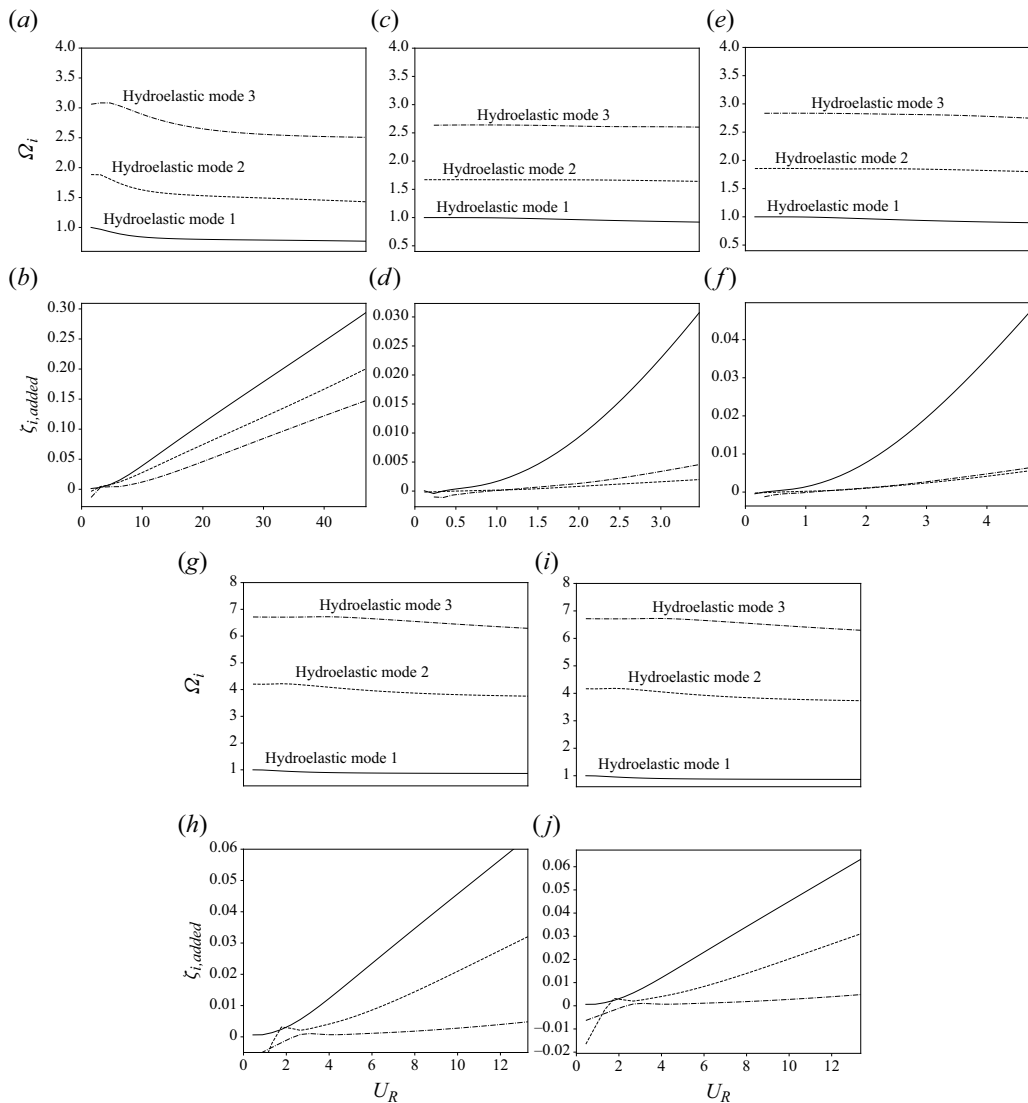 (a)
(c)
(e)
4.0
3.5
3.0
2.5
2.0
1.5
1.0
Ω_i
Hydroelastic mode 3
Hydroelastic mode 2
Hydroelastic mode 1
4.0
3.5
3.0
2.5
2.0
1.5
1.0
0.5
Hydroelastic mode 3
Hydroelastic mode 2
Hydroelastic mode 1
4.0
3.5
3.0
2.5
2.0
1.5
1.0
0.5
Hydroelastic mode 3
Hydroelastic mode 2
Hydroelastic mode 1
(b)
(d)
(f)
0.30
0.25
0.20
0.15
0.10
0.05
0
ζ_i,added
0 10 20 30 40
0.030
0.025
0.020
0.015
0.010
0.005
0.000
0
0 0.5 1.0 1.5 2.0 2.5 3.0
0.04
0.02
0
0 1 2 3 4
(g)
(i)
8
7
6
5
4
3
2
1
Ω_i
Hydroelastic mode 3
Hydroelastic mode 2
Hydroelastic mode 1
8
7
6
5
4
3
2
1
Hydroelastic mode 3
Hydroelastic mode 2
Hydroelastic mode 1
(h)
(j)
0.06
0.05
0.04
0.03
0.02
0.01
0
ζ_i,added
0 2 4 6 8 10 12
U_R
0.06
0.05
0.04
0.03
0.02
0.01
0
−0.01
−0.02
0 2 4 6 8 10 12
U_R